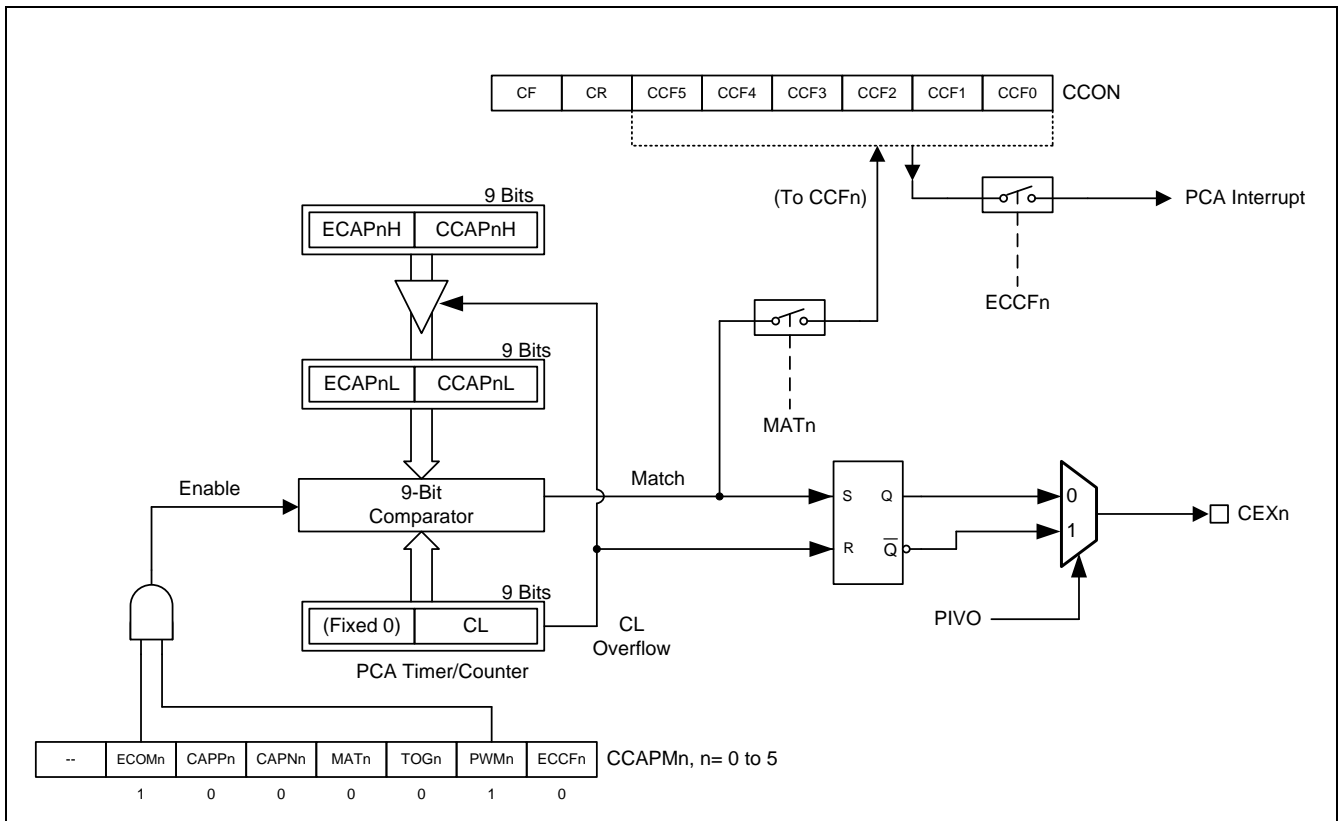 CF CR CCF5 CCF4 CCF3 CCF2 CCF1 CCF0 CCON
(To CCFn)
PCA Interrupt
ECCFn
9 Bits
ECAPnH CCAPnH
9 Bits
ECAPnL CCAPnL
MATn
Enable
9-Bit
Comparator
Match
S Q
R Q
0
1
CEXn
PIVO
9 Bits
(Fixed 0) CL
CL
Overflow
PCA Timer/Counter
-- ECOMn CAPPn CAPNn MATn TOGn PWMn ECCFn CCAPMn, n= 0 to 5
1 0 0 0 0 1 0